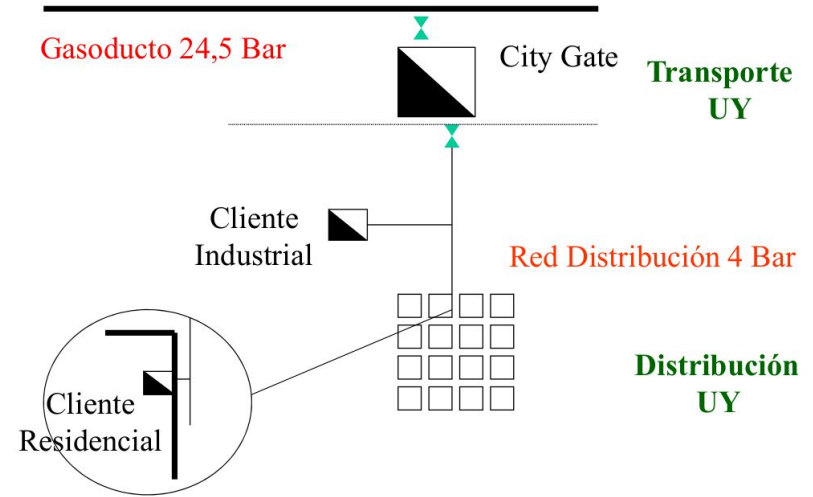 Gasoducto 24,5 Bar
City Gate
Transporte
UY
Cliente
Industrial
Red Distribución 4 Bar
Distribución
UY
Cliente
Residencial